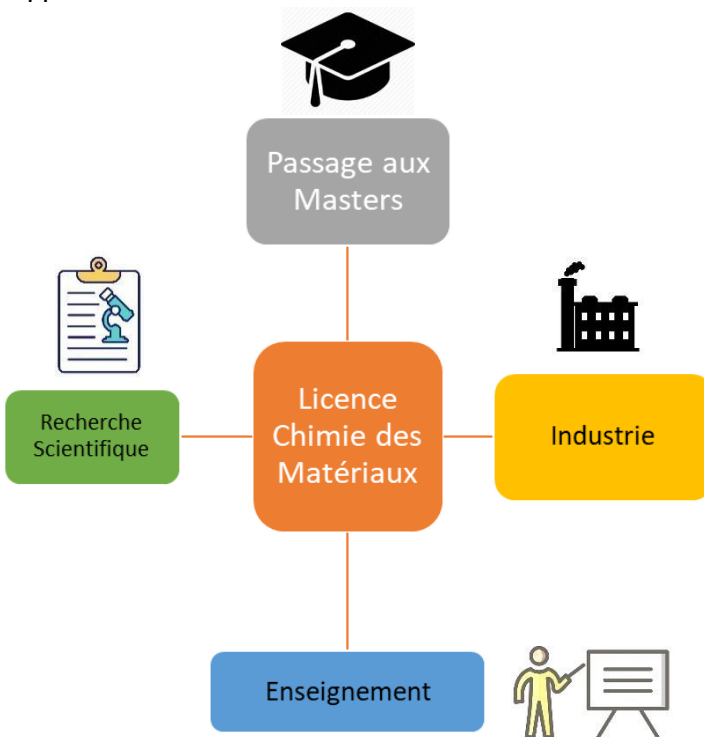 Passage aux
Masters
Licence
Chimie des
Matériaux
Recherche
Scientifique
Industrie
Enseignement